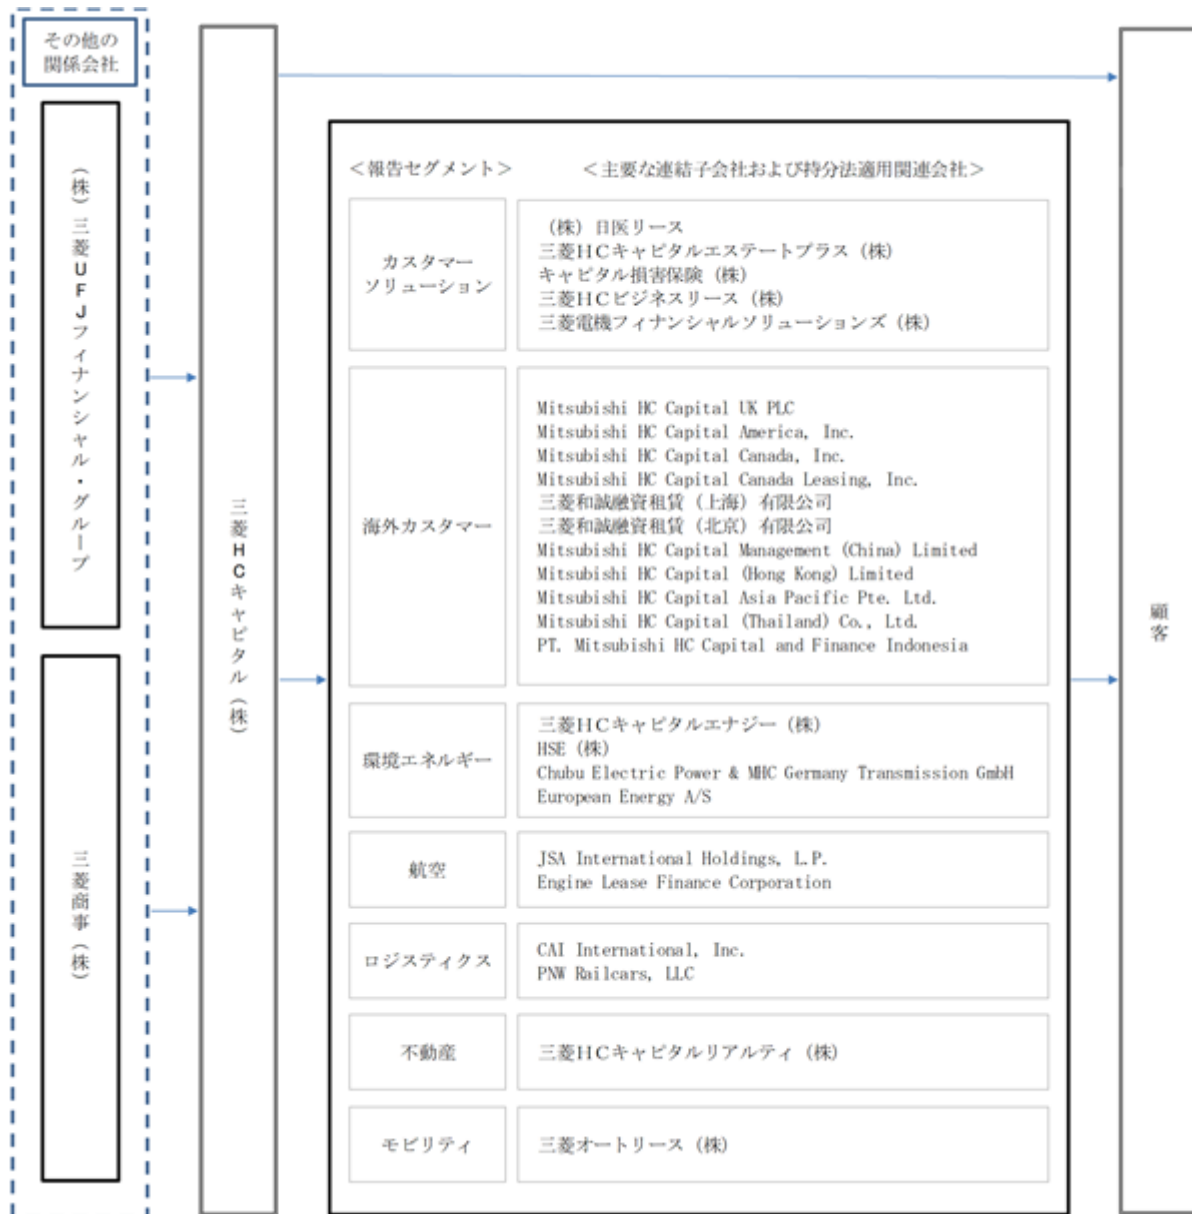 その他の
関係会社
(株)三菱UFJフィナンシャル・グループ
三菱商事(株)
三菱HCキャピタル(株)
＜報告セグメント＞
＜主要な連結子会社および持分法適用関連会社＞
カスタマー
ソリューション
(株)日医リース
三菱HCキャピタルエステートプラス(株)
キャピタル損害保険(株)
三菱HCビジネスリース(株)
三菱電機フィナンシャルソリューションズ(株)
海外カスタマー
Mitsubishi HC Capital UK PLC
Mitsubishi HC Capital America, Inc.
Mitsubishi HC Capital Canada, Inc.
Mitsubishi HC Capital Canada Leasing, Inc.
三菱和誠融資租賃(上海)有限公司
三菱和誠融資租賃(北京)有限公司
Mitsubishi HC Capital Management (China) Limited
Mitsubishi HC Capital (Hong Kong) Limited
Mitsubishi HC Capital Asia Pacific Pte. Ltd.
Mitsubishi HC Capital (Thailand) Co., Ltd.
PT. Mitsubishi HC Capital and Finance Indonesia
環境エネルギー
三菱HCキャピタルエナジー(株)
HSE(株)
Chubu Electric Power & MHC Germany Transmission GmbH
European Energy A/S
航空
JSA International Holdings, L.P.
Engine Lease Finance Corporation
ロジスティクス
CAI International, Inc.
PNW Railcars, LLC
不動産
三菱HCキャピタルリアルティ(株)
モビリティ
三菱オートリース(株)
顧客